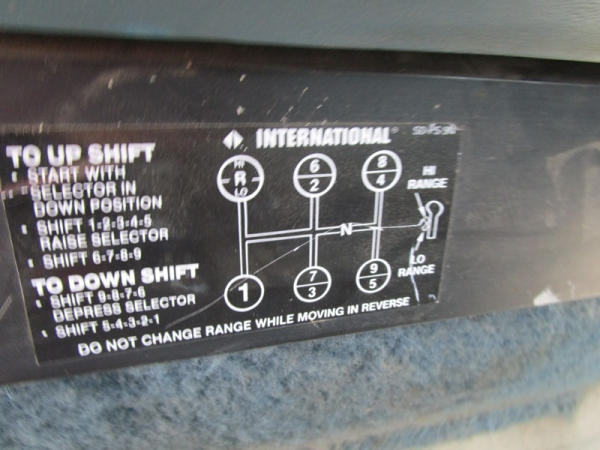 INTERNATIONAL®
TO UP SHIFT
START WITH
SELECTOR IN
DOWN POSITION
SHIFT 1-2-3-4-5
RAISE SELECTOR
SHIFT 6-7-8-9
TO DOWN SHIFT
SHIFT 9-8-7-6
DEPRESS SELECTOR
SHIFT 5-4-3-2-1
HI
R
LO
6
2
8
4
HI
RANGE
N
1
7
3
9
5
LO
RANGE
DO NOT CHANGE RANGE WHILE MOVING IN REVERSE